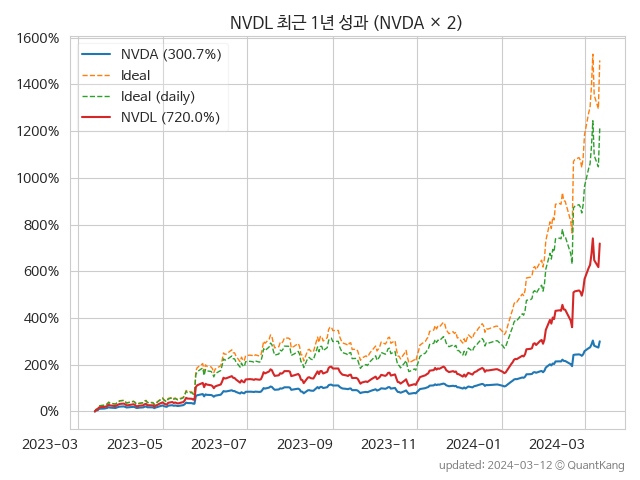 NVDL 최근 1년 성과 (NVDA × 2)
1600%
1400%
1200%
1000%
800%
600%
400%
200%
0%
NVDA (300.7%)
Ideal
Ideal (daily)
NVDL (720.0%)
2023-03 2023-05 2023-07 2023-09 2023-11 2024-01 2024-03
updated: 2024-03-12 © QuantKang